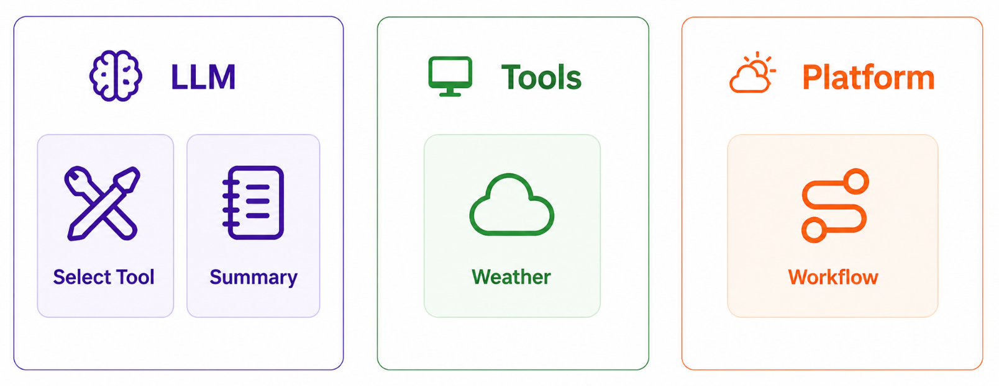 LLM
Select Tool
Summary
Tools
Weather
Platform
Workflow